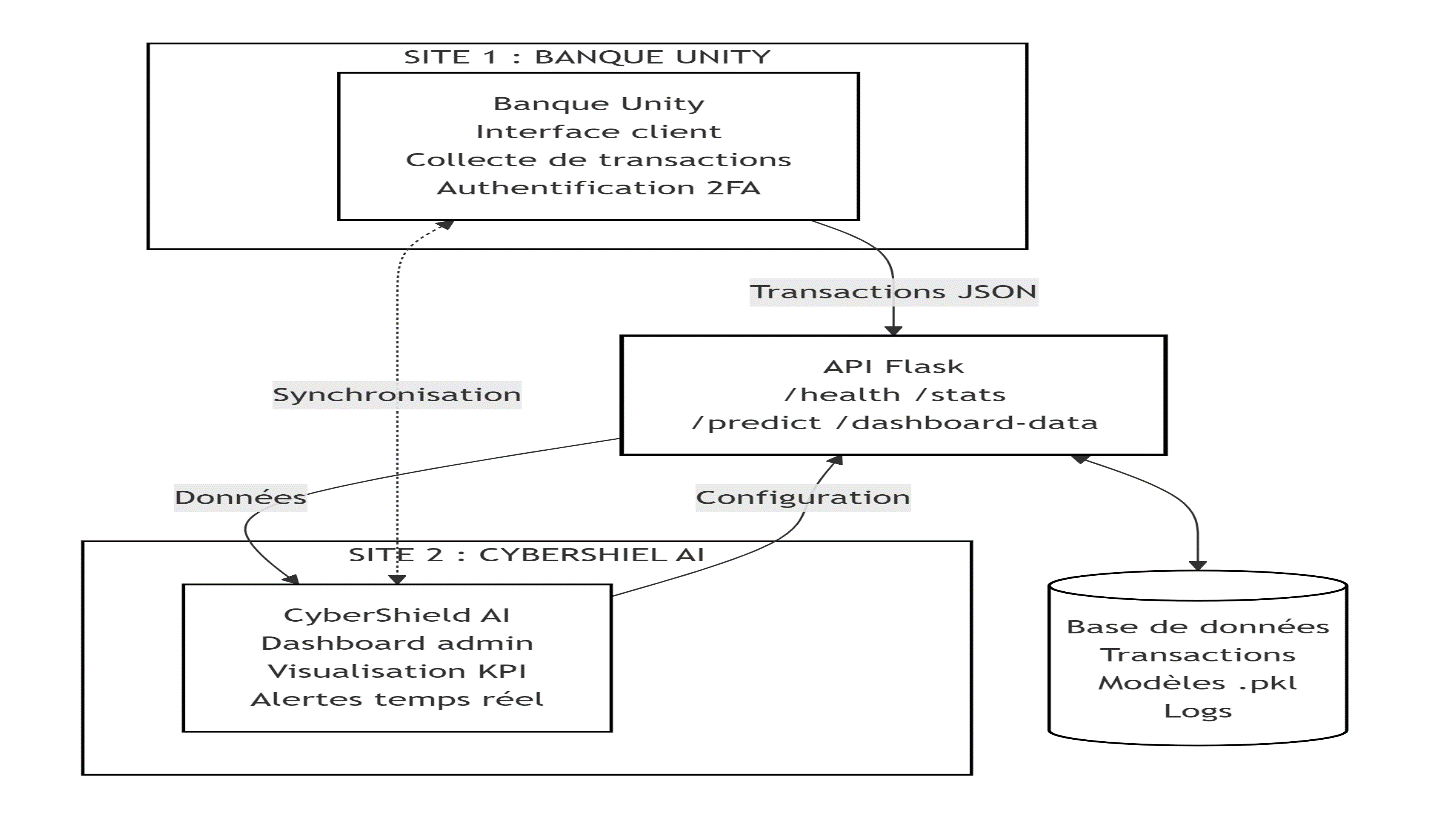 SITE 1 : BANQUE UNITY
Banque Unity
Interface client
Collecte de transactions
Authentification 2FA
Transactions JSON
API Flask
/health /stats
/predict /dashboard-data
Synchronisation
Données
Configuration
SITE 2 : CYBERSHIEL AI
CyberShield AI
Dashboard admin
Visualisation KPI
Alertes temps réel
Base de données
Transactions
Modèles .pkl
Logs